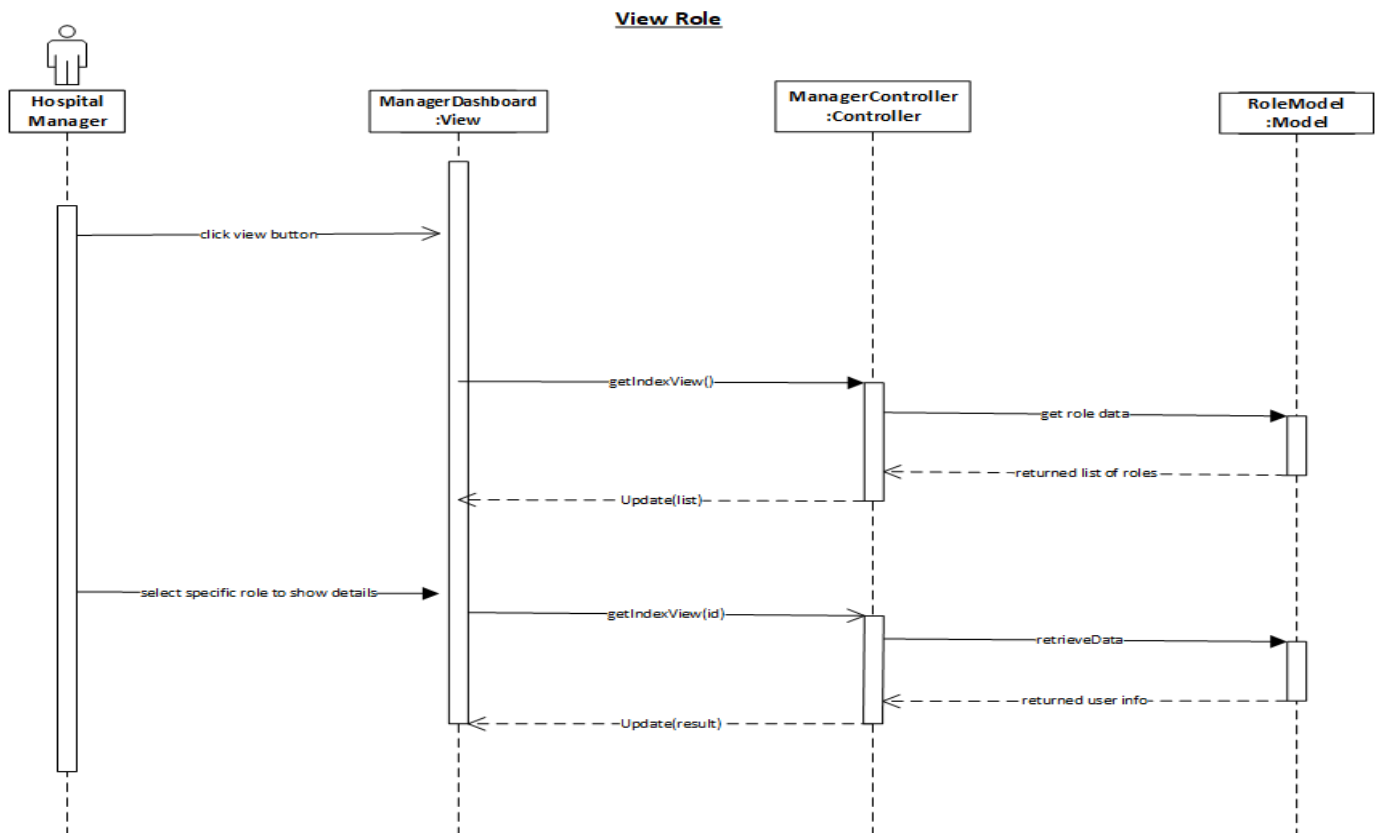 View Role
Hospital
Manager
ManagerDashboard
:View
ManagerController
:Controller
RoleModel
:Model
click view button
getIndexView()
get role data
returned list of roles
Update(list)
select specific role to show details
getIndexView(id)
retrieveData
returned user info
Update(result)